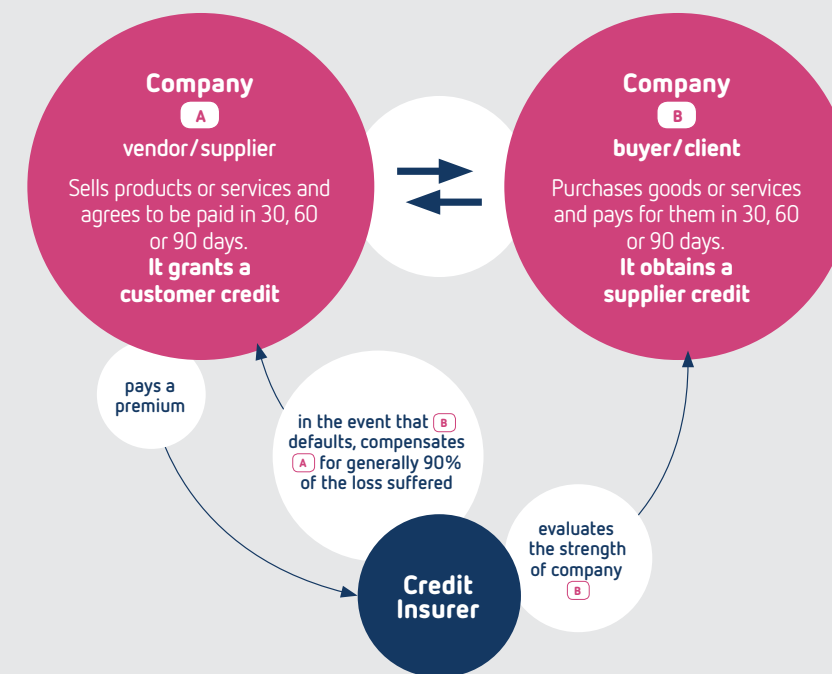 Company
A
vendor/supplier
Sells products or services and
agrees to be paid in 30, 60
or 90 days.
It grants a
customer credit
Company
B
buyer/client
Purchases goods or services
and pays for them in 30, 60
or 90 days.
It obtains a
supplier credit
pays a
premium
in the event that B
defaults, compensates
A for generally 90%
of the loss suffered
evaluates
the strength
of company
B
Credit
Insurer